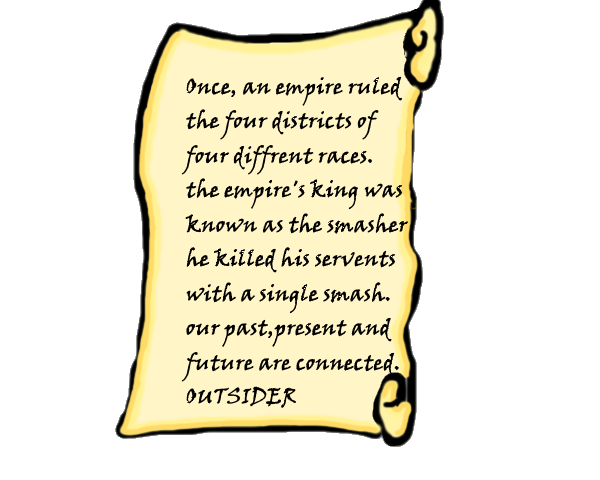 Once, an empire ruled
the four districts of
four diffrent races.
the empire's king was
known as the smasher
he killed his servents
with a single smash.
our past,present and
future are connected.
OUTSIDER